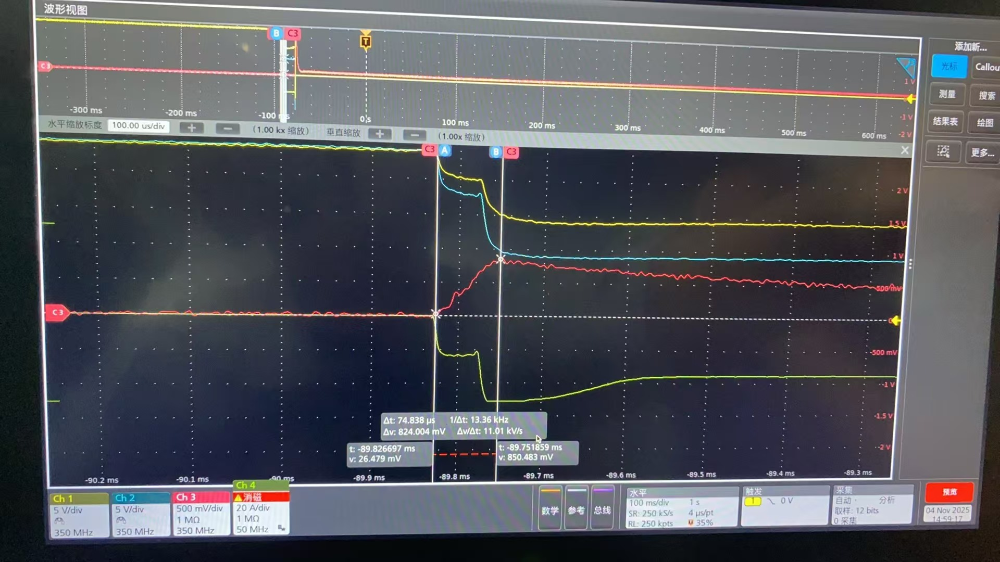 波形视图
添加新...
B C3
T
C3
光标 Callou
1 V
测量 搜索
-300 ms -200 ms -100 ms 0 s 100 ms 200 ms 300 ms 400 ms 500 ms 600 ms
-1 V
-2 V
结果表 绘图
水平缩放标度 100.00 us/div + − (1.00 kx 缩放) 垂直缩放 + − (1.00x 缩放)
更多...
C3 A B C3
2 V
1.5 V
1 V
500 mV
C3
0
-500 mV
-1 V
-1.5 V
-2 V
Δt: 74.838 µs 1/Δt: 13.36 kHz
Δv: 824.004 mV Δv/Δt: 11.01 kV/s
t: -89.826697 ms
v: 26.479 mV
t: -89.751859 ms
v: 850.483 mV
-90.2 ms -90.1 ms -90 ms -89.9 ms -89.8 ms -89.7 ms -89.6 ms -89.5 ms -89.4 ms -89.3 ms
Ch 1
5 V/div
350 MHz
Ch 2
5 V/div
350 MHz
Ch 3
500 mV/div
1 MΩ
350 MHz
Ch 4
消磁
20 A/div
1 MΩ
50 MHz Bw
数学 参考 总线
水平
100 ms/div 1 s
SR: 250 kS/s 4 µs/pt
RL: 250 kpts 35%
触发
1 0 V
采集
自动, 分析
取样: 12 bits
0 采集
预览
04 Nov 2025
14:59:17